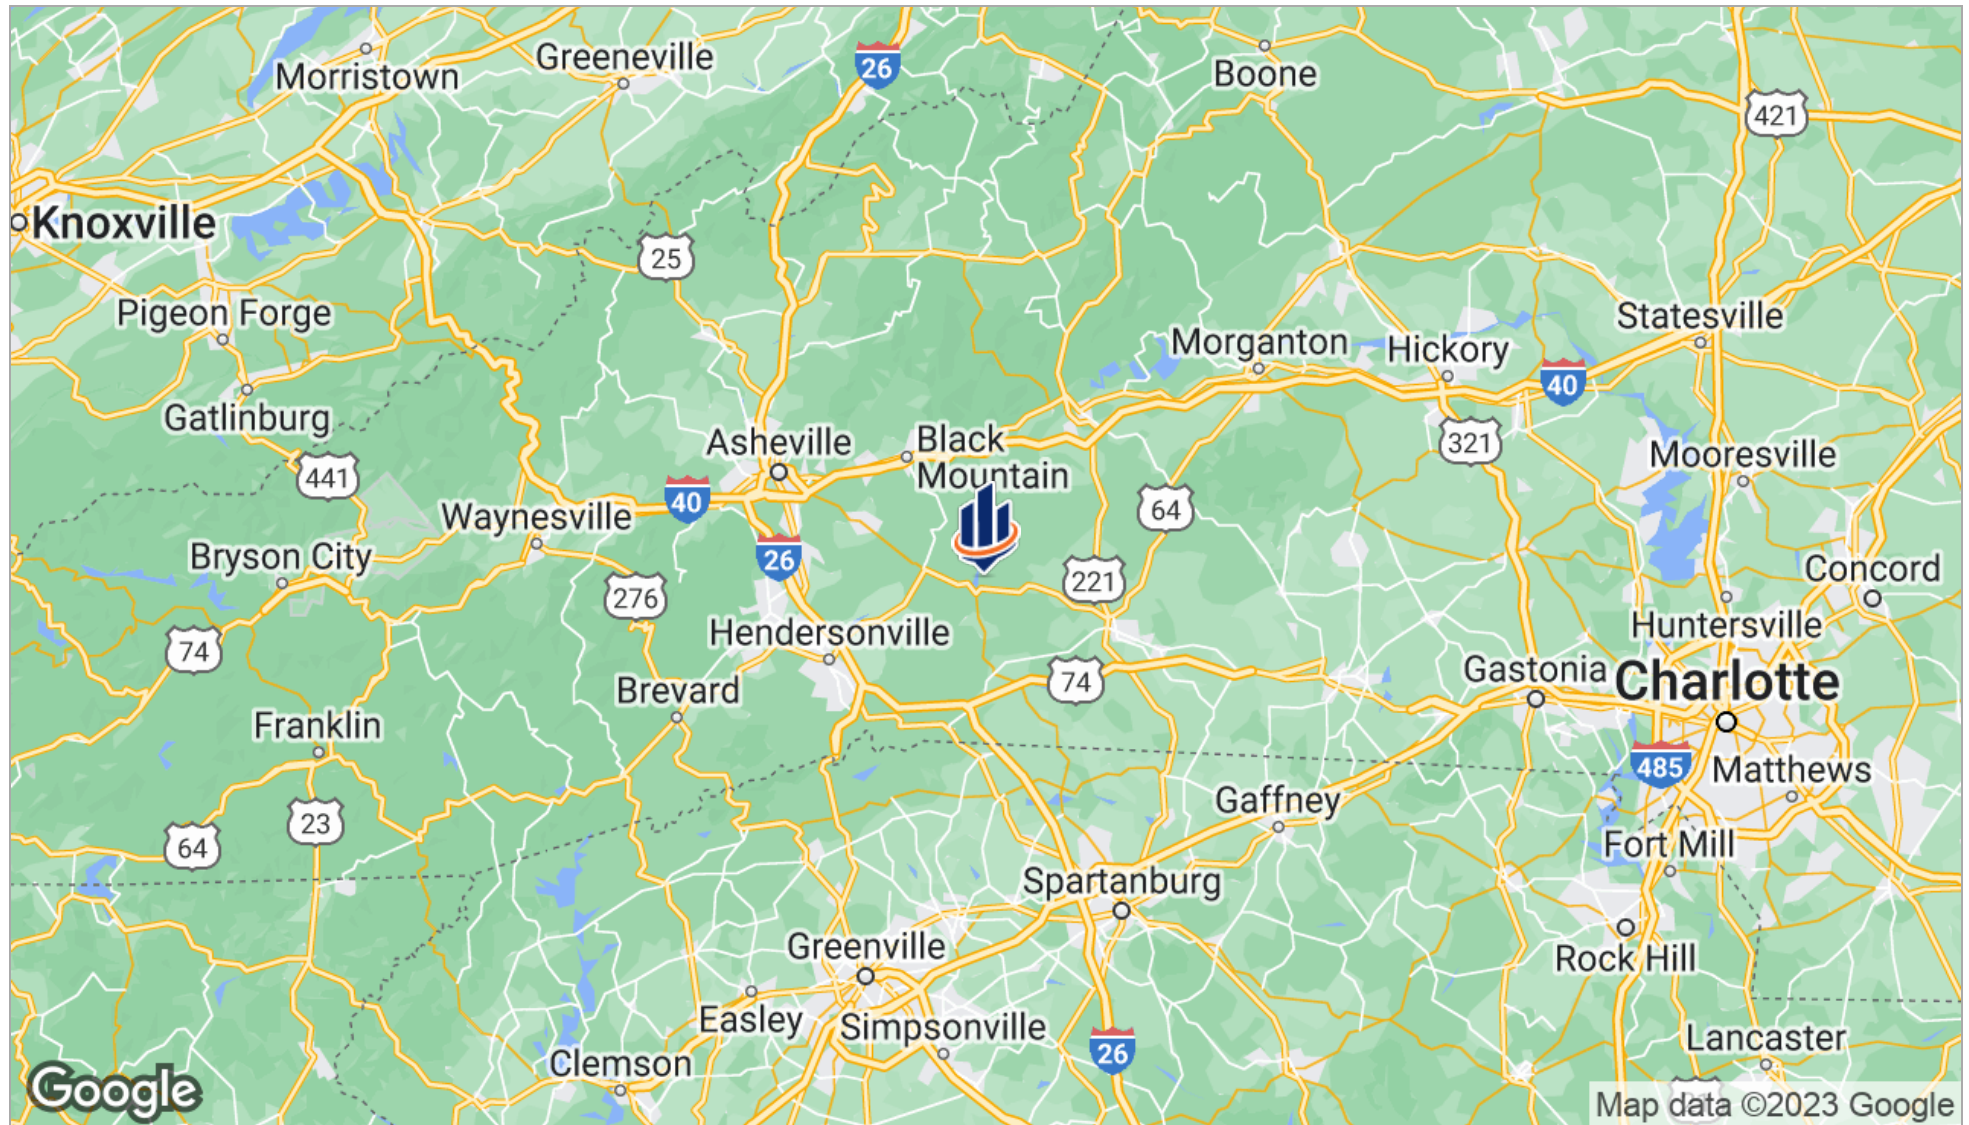 Greeneville
26
Boone
Morristown
421
Knoxville
25
Pigeon Forge
Statesville
Morganton
Hickory
40
Gatlinburg
Asheville
Black
Mountain
321
Mooresville
441
40
64
Waynesville
26
Bryson City
221
Concord
276
Hendersonville
Huntersville
74
74
Gastonia
Charlotte
Brevard
Franklin
485
Matthews
Gaffney
23
64
Fort Mill
Spartanburg
Greenville
Rock Hill
Easley
Simpsonville
26
Lancaster
Clemson
Google
Map data ©2023 Google